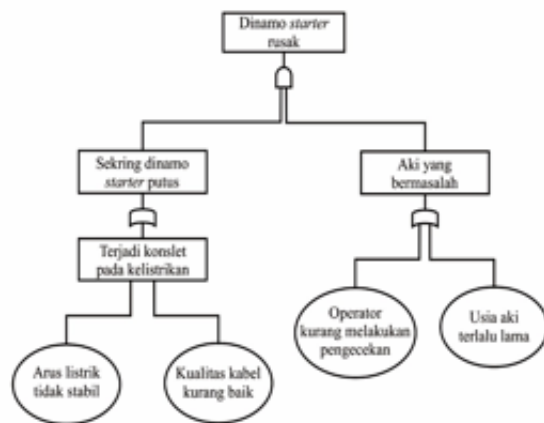 Dinamo starter
rusak
Sekring dinamo
starter putus
Aki yang
bermasalah
Terjadi konslet
pada kelistrikan
Operator
kurang melakukan
pengecekan
Usia aki
terlalu lama
Arus listrik
tidak stabil
Kualitas kabel
kurang baik